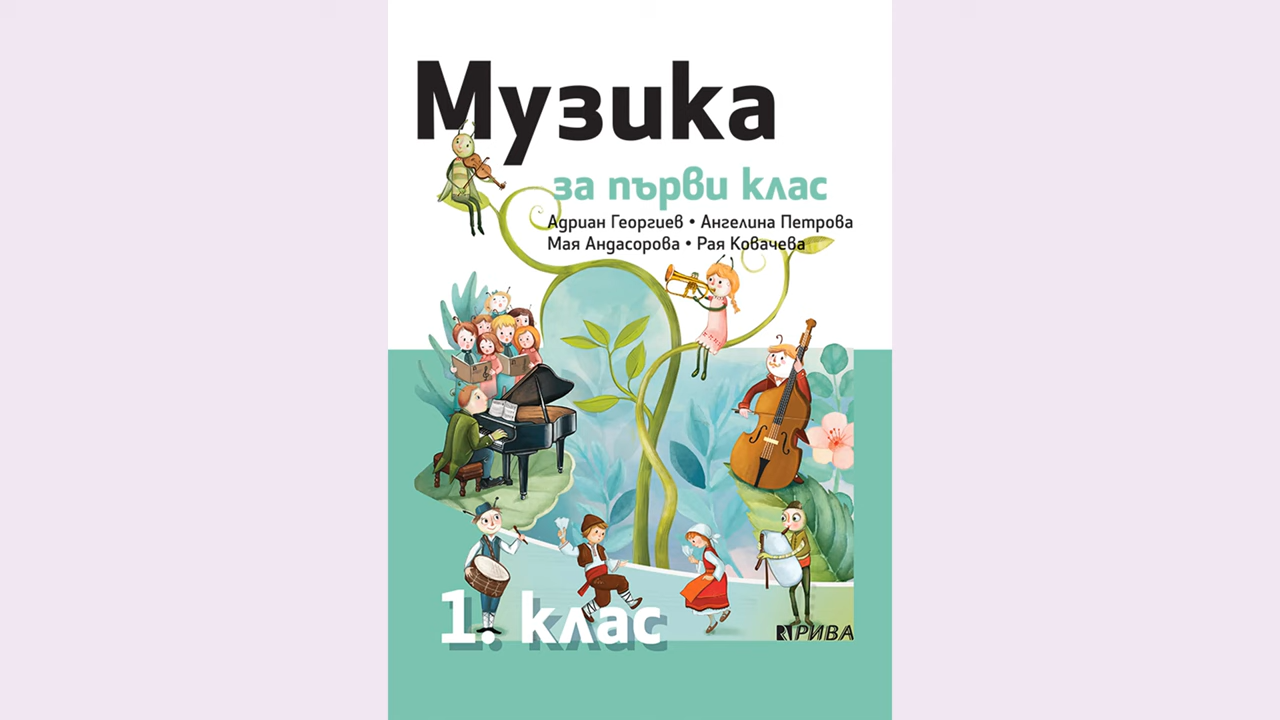 Музика
за първи клас
Адриан Георгиев • Ангелина Петрова
Мая Андасорова • Рая Ковачева
1. клас
РИВА